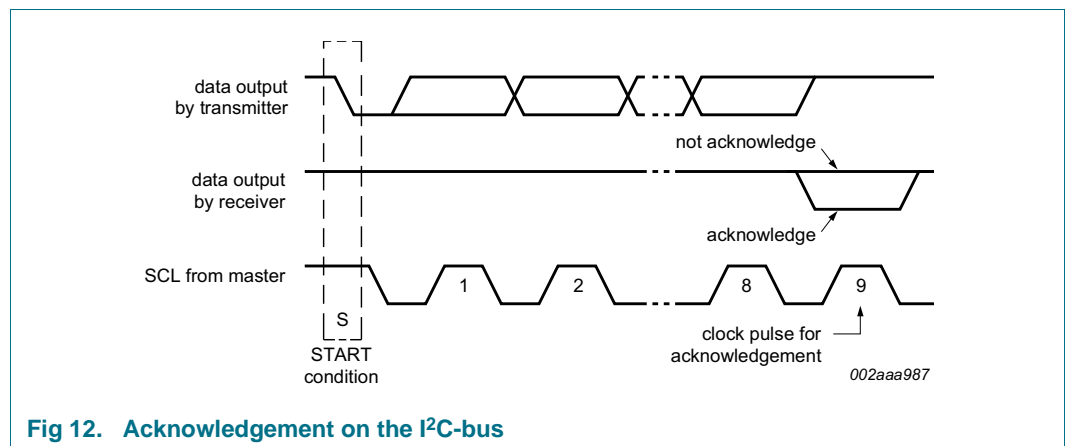 data output
by transmitter
not acknowledge
data output
by receiver
acknowledge
SCL from master
1
2
8
9
S
START
condition
clock pulse for
acknowledgement
002aaa987
Fig 12. Acknowledgement on the I²C-bus